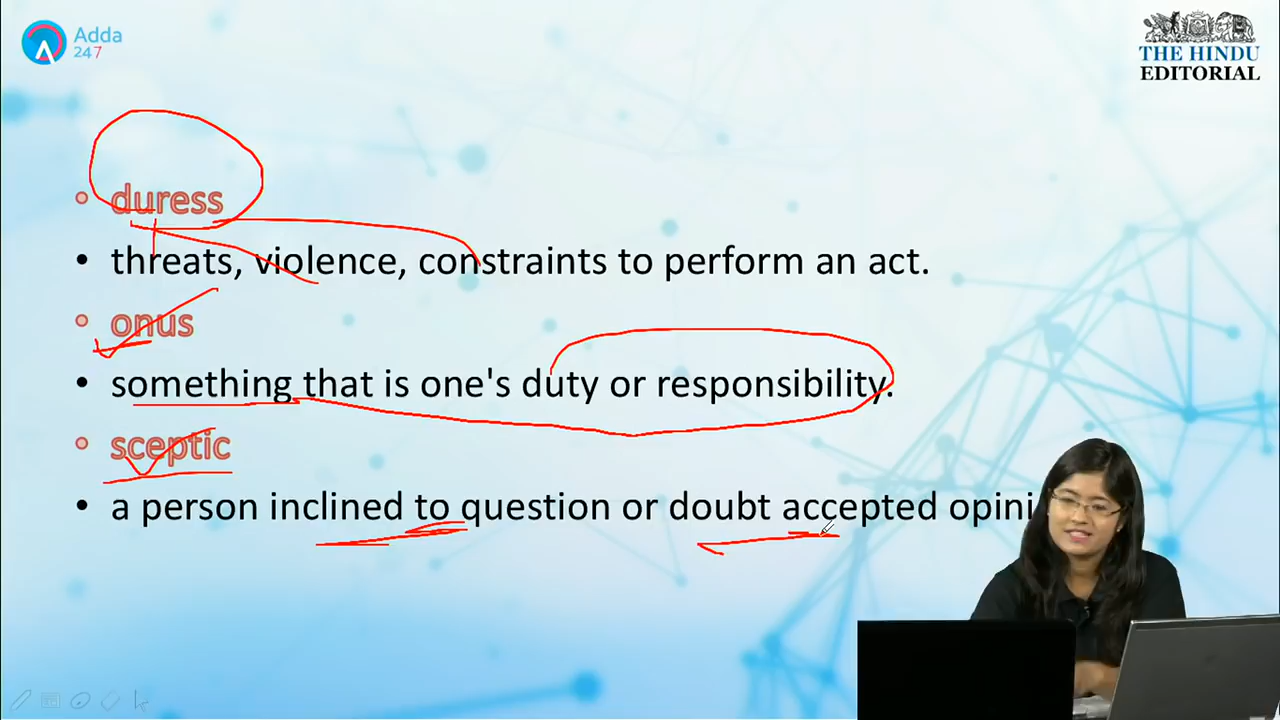 Adda
247
THE HINDU
EDITORIAL
• duress
• threats, violence, constraints to perform an act.
• onus
• something that is one's duty or responsibility.
• sceptic
• a person inclined to question or doubt accepted opini